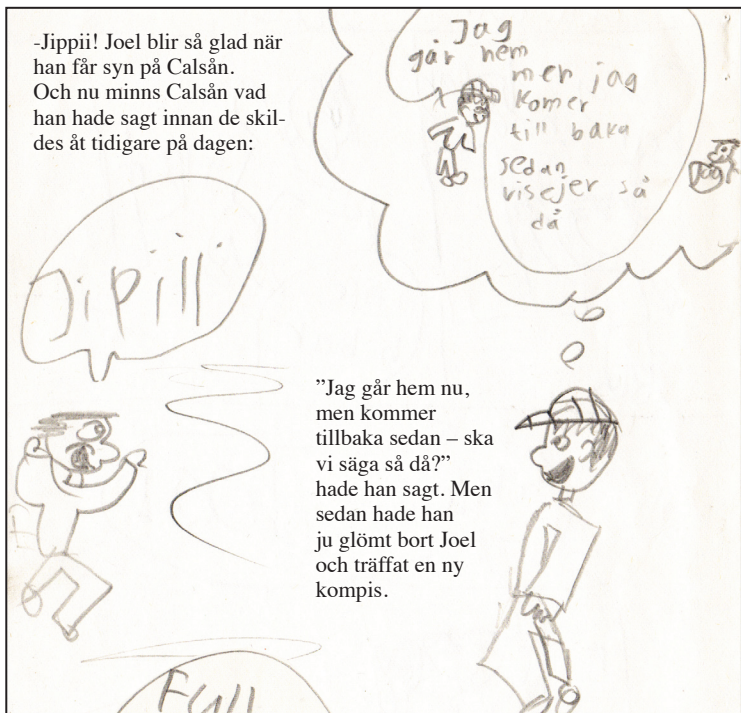 -Jippii! Joel blir så glad när
han får syn på Calsån.
Och nu minns Calsån vad
han hade sagt innan de skil-
des åt tidigare på dagen:
Jag
går hem
men jag
komer
till baka
sedan
visejer så
då
Jag
Jipiii
”Jag går hem nu,
men kommer
tillbaka sedan – ska
vi säga så då?”
hade han sagt. Men
sedan hade han
ju glömt bort Joel
och träffat en ny
kompis.